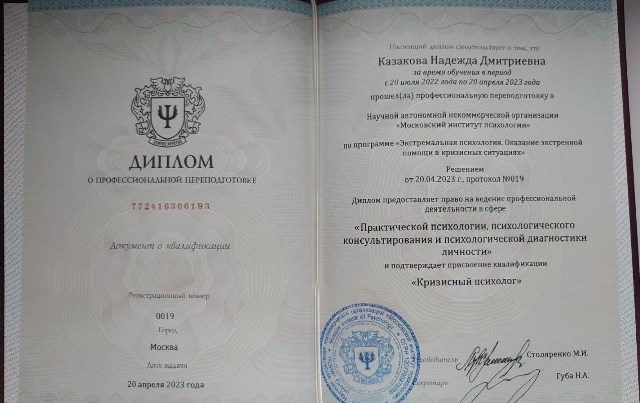 ДИПЛОМ
О ПРОФЕССИОНАЛЬНОЙ ПЕРЕПОДГОТОВКЕ
772416306193
Документ о квалификации
Регистрационный номер
0019
Город
Москва
Дата выдачи
20 апреля 2023 года
Настоящий диплом свидетельствует о том, что
Казакова Надежда Дмитриевна
за время обучения в период
с 20 июля 2022 года по 20 апреля 2023 года
прошел(ла) профессиональную переподготовку в
Научной автономной некоммерческой организации
«Московский институт психологии»
по программе «Экстремальная психология. Оказание экстренной
помощи в кризисных ситуациях»
Решением
от 20.04.2023 г., протокол №019
Диплом предоставляет право на ведение профессиональной
деятельности в сфере
«Практической психологии, психологического
консультирования и психологической диагностики
личности»
и подтверждает присвоение квалификации
«Кризисный психолог»
Столяренко М.И.
Секретарь
Губа Н.А.